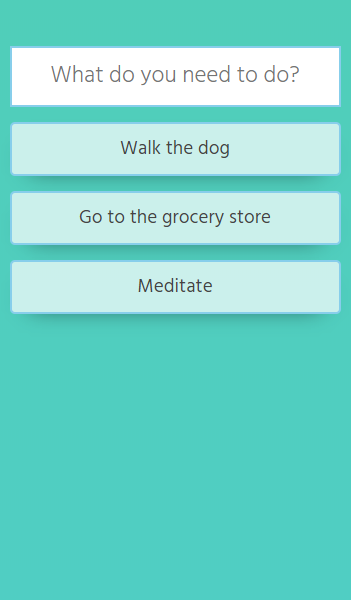 What do you need to do?
Walk the dog
Go to the grocery store
Meditate